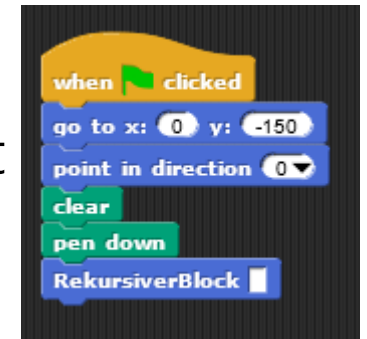 t
when clicked
go to x: 0 y: -150
point in direction 0
clear
pen down
RekursiverBlock